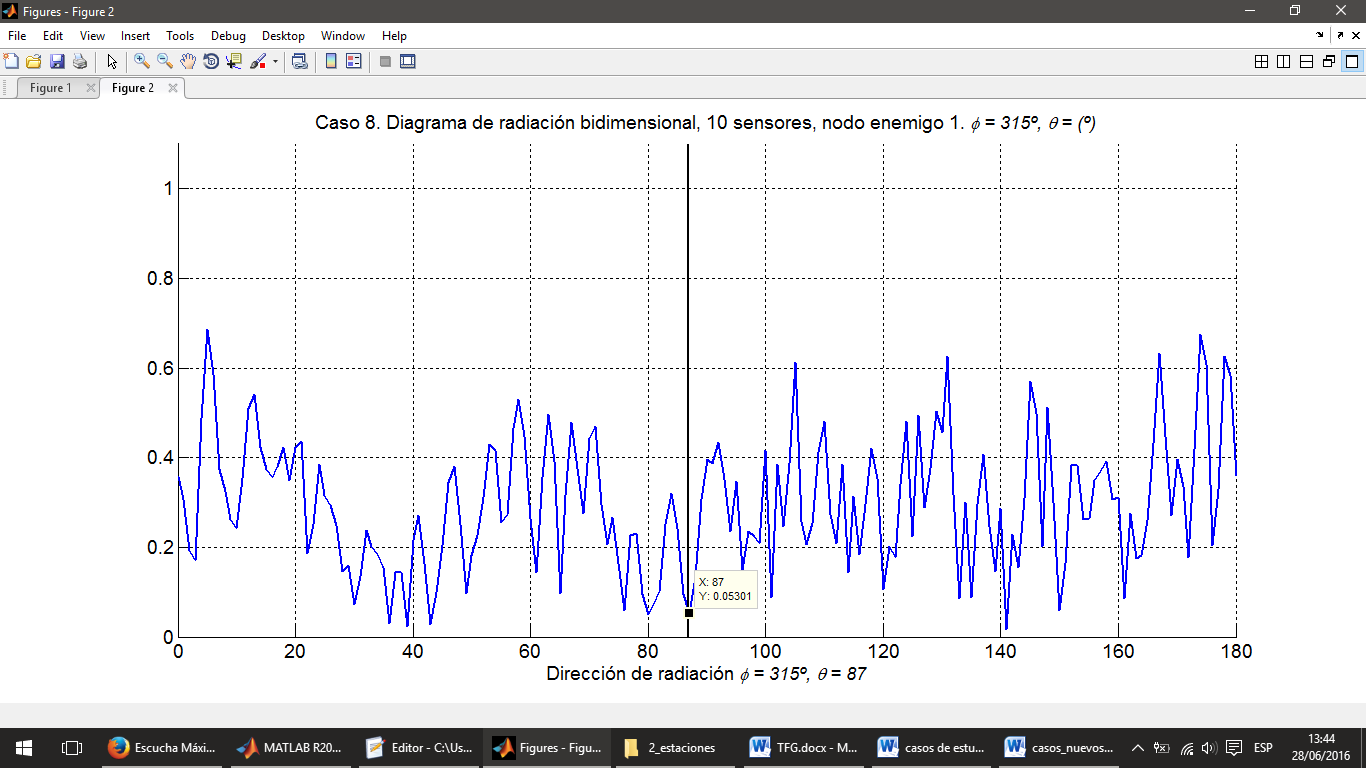 Figures - Figure 2
File Edit View Insert Tools Debug Desktop Window Help
Figure 1 Figure 2
Caso 8. Diagrama de radiación bidimensional, 10 sensores, nodo enemigo 1. ϕ = 315º, θ = (º)
1
0.8
0.6
0.4
0.2
0
X: 87
Y: 0.05301
0 20 40 60 80 100 120 140 160 180
Dirección de radiación ϕ = 315º, θ = 87
Escucha Máxi... MATLAB R20... Editor - C:\Us... Figures - Figu... 2_estaciones TFG.docx - M... casos de estu... casos_nuevos... ESP 13:44
28/06/2016